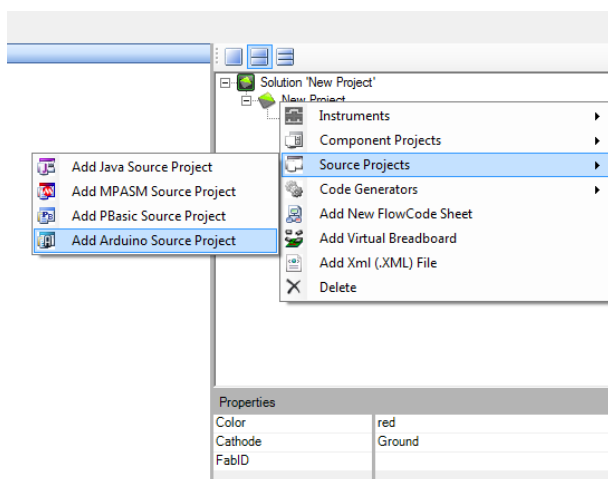 Solution 'New Project'
New Project
Instruments
Component Projects
Source Projects
Code Generators
Add New FlowCode Sheet
Add Virtual Breadboard
Add Xml (.XML) File
Delete
Add Java Source Project
Add MPASM Source Project
Add PBasic Source Project
Add Arduino Source Project
Properties
Color red
Cathode Ground
FabID